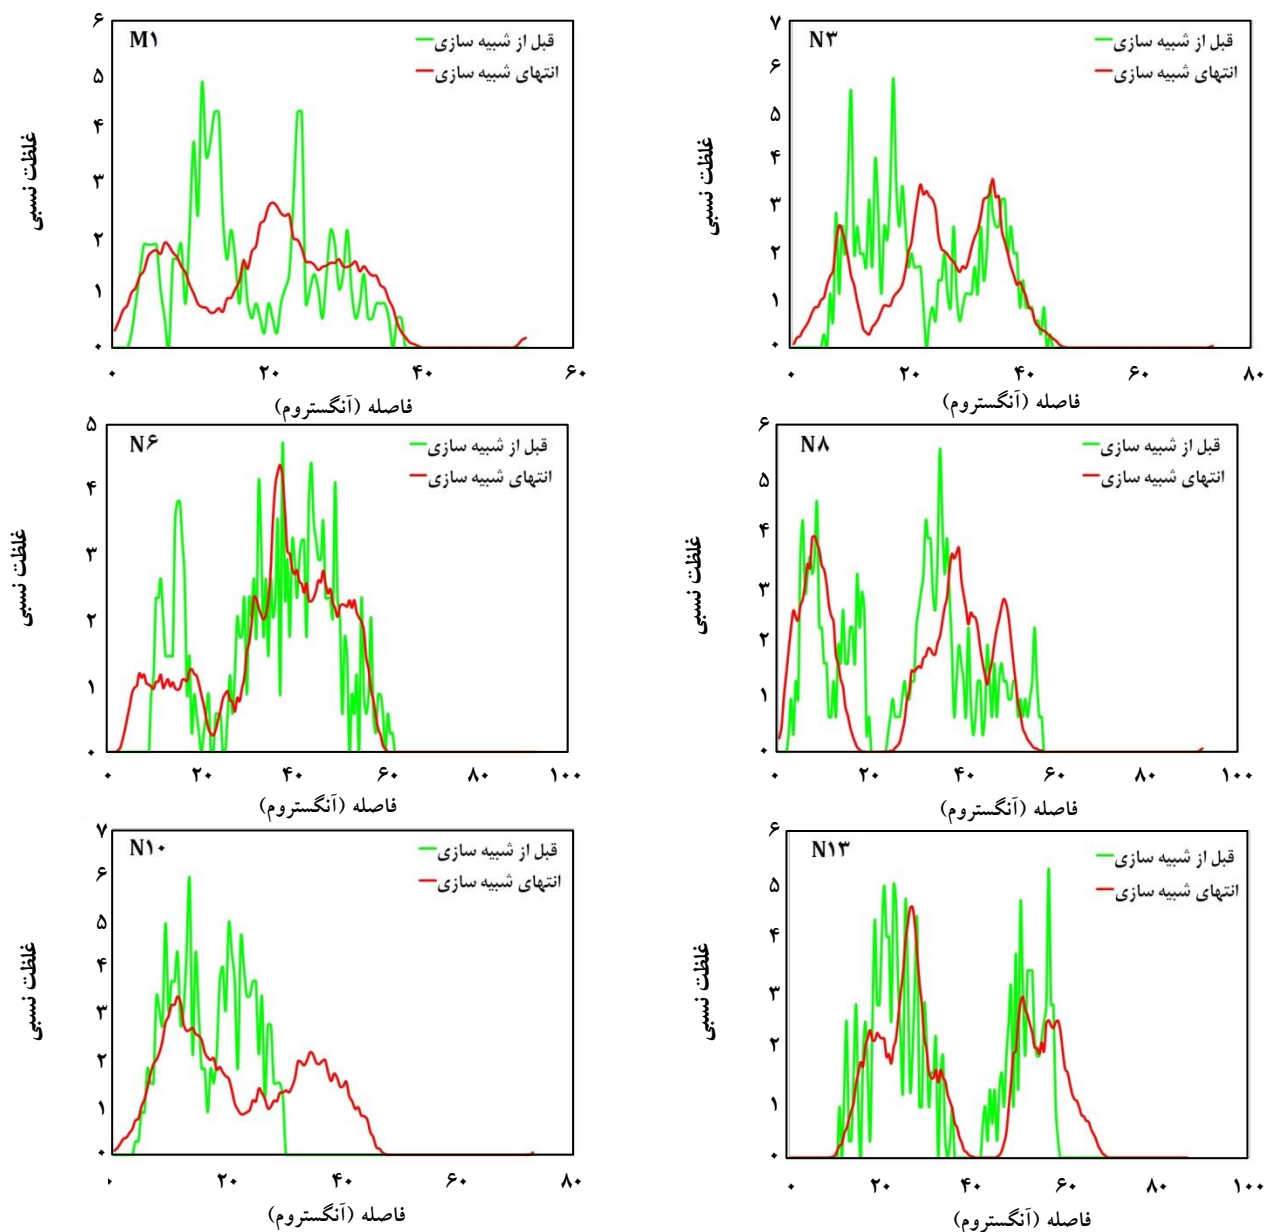 M۱
قبل از شبیه سازی
انتهای شبیه سازی
غلظت نسبی
۶
۵
۴
۳
۲
۱
۰
۰ ۲۰ ۴۰ ۶۰
فاصله (آنگستروم)
N۳
قبل از شبیه سازی
انتهای شبیه سازی
غلظت نسبی
۷
۶
۵
۴
۳
۲
۱
۰
۰ ۲۰ ۴۰ ۶۰ ۸۰
فاصله (آنگستروم)
N۶
قبل از شبیه سازی
انتهای شبیه سازی
غلظت نسبی
۵
۴
۳
۲
۱
۰
۰ ۲۰ ۴۰ ۶۰ ۸۰ ۱۰۰
فاصله (آنگستروم)
N۸
قبل از شبیه سازی
انتهای شبیه سازی
غلظت نسبی
۶
۵
۴
۳
۲
۱
۰
۰ ۲۰ ۴۰ ۶۰ ۸۰ ۱۰۰
فاصله (آنگستروم)
N۱۰
قبل از شبیه سازی
انتهای شبیه سازی
غلظت نسبی
۷
۶
۵
۴
۳
۲
۱
۰
۰ ۲۰ ۴۰ ۶۰ ۸۰
فاصله (آنگستروم)
N۱۳
قبل از شبیه سازی
انتهای شبیه سازی
غلظت نسبی
۶
۵
۴
۳
۲
۱
۰
۰ ۲۰ ۴۰ ۶۰ ۸۰ ۱۰۰
فاصله (آنگستروم)